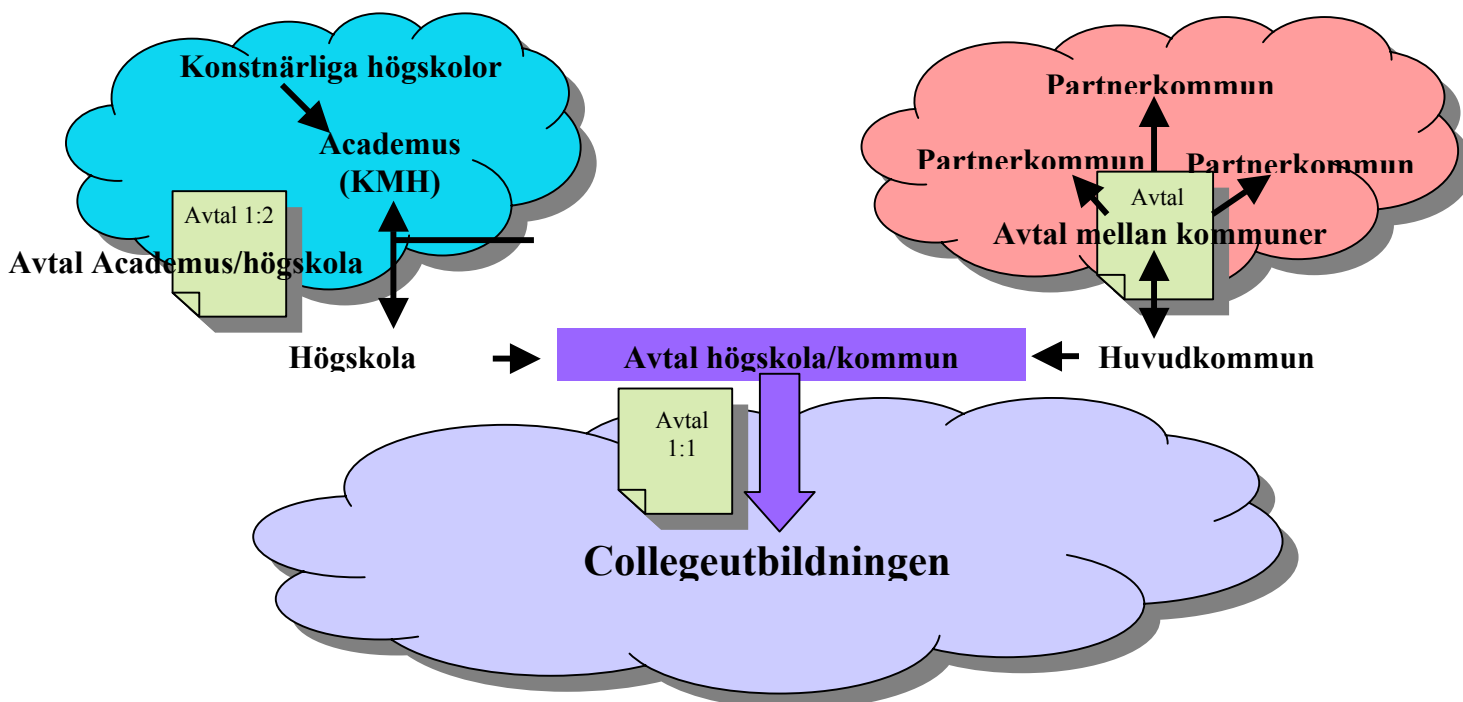 Konstnärliga högskolor
Academus
(KMH)
Avtal 1:2
Avtal Academus/högskola
Partnerkommun
Partnerkommun
Partnerkommun
Avtal
Avtal mellan kommuner
Högskola
Avtal högskola/kommun
Huvudkommun
Avtal
1:1
Collegeutbildningen